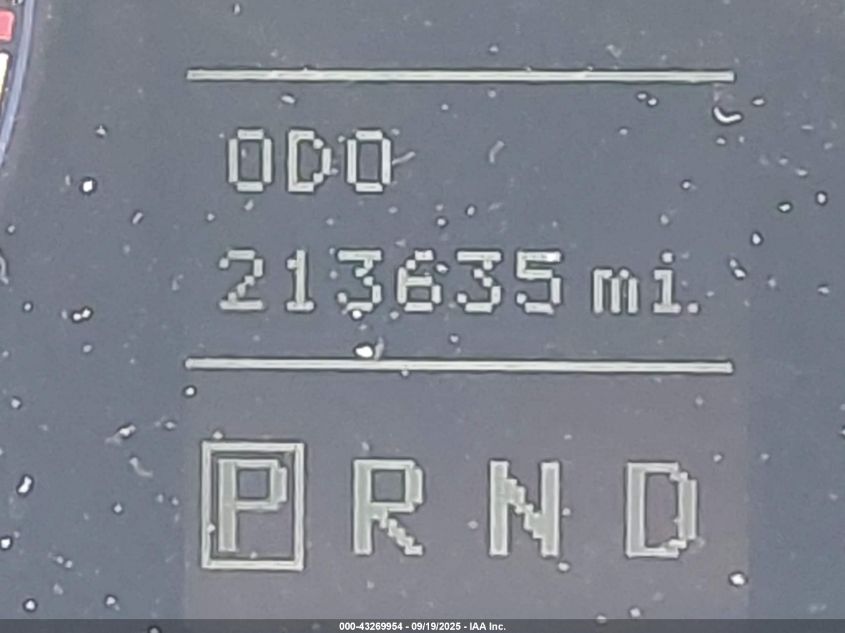 ODO
213635 mi.
P R N D
000-43269954 - 09/19/2025 - IAA Inc.